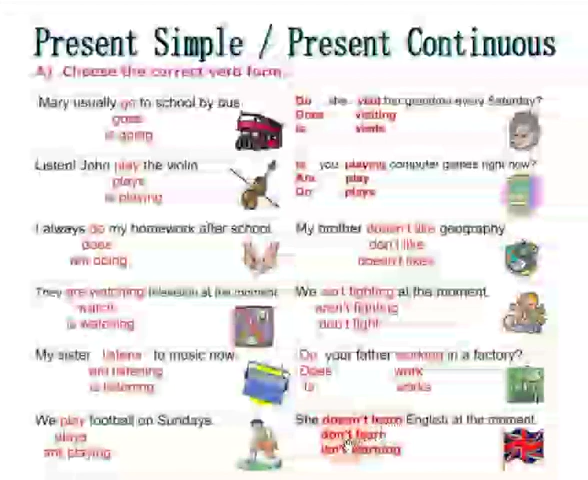 Present Simple / Present Continuous
A) Choose the correct verb form.
Mary usually go to school by bus
goes
is going
Listen! John play the violin
plays
is playing
I always do my homework after school.
does
am doing
They are watching television at the moment.
watch
is watching
My sister listens to music now.
am listening
is listening
We play football on Sundays.
plays
are playing
Do she visit her grandma every Saturday?
Does visiting
Is visits
Is you playing computer games right now?
Are play
Do plays
My brother doesn't like geography
don't like
doesn't likes
We isn't fighting at the moment.
aren't fighting
don't fight
Do your father working in a factory?
Does work
Is works
She doesn't learn English at the moment.
don't learn
isn't learning